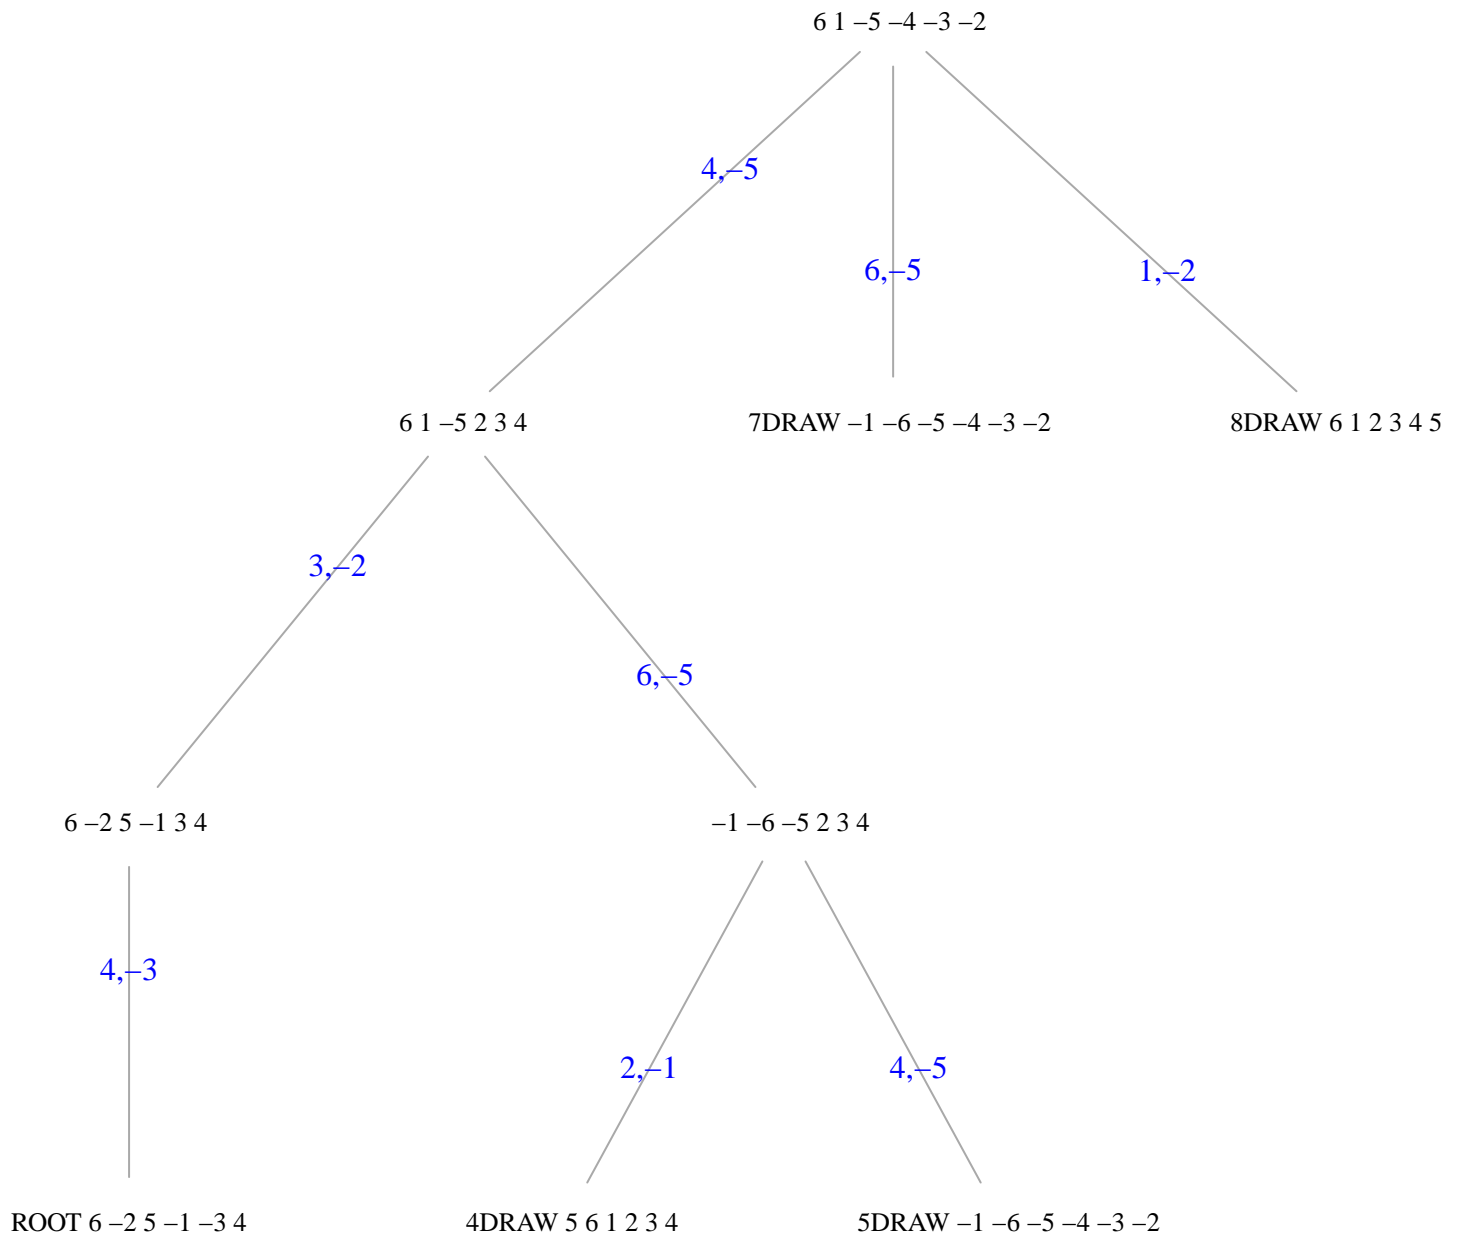 6 1 –5 –4 –3 –2
4,–5
6,–5
1,–2
6 1 –5 2 3 4
7DRAW –1 –6 –5 –4 –3 –2
8DRAW 6 1 2 3 4 5
3,–2
6,–5
6 –2 5 –1 3 4
–1 –6 –5 2 3 4
4,–3
2,–1
4,–5
ROOT 6 –2 5 –1 –3 4
4DRAW 5 6 1 2 3 4
5DRAW –1 –6 –5 –4 –3 –2